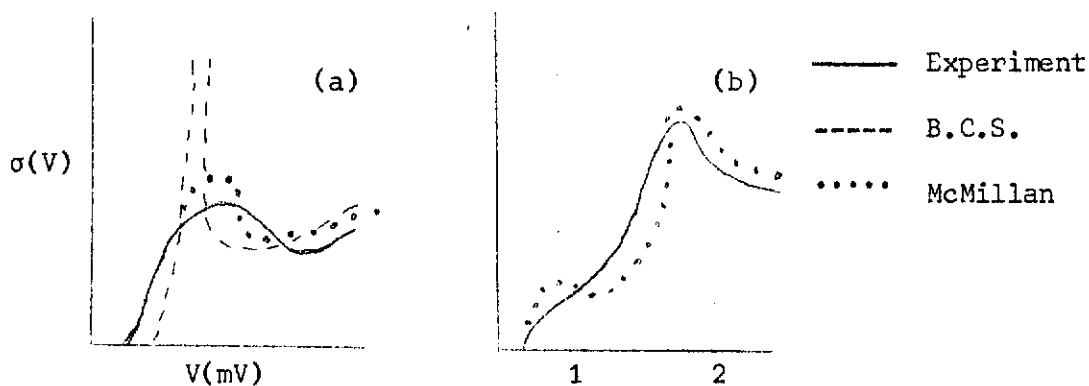 (a)
σ(V)
V(mV)
(b)
1 2
Experiment
B.C.S.
McMillan